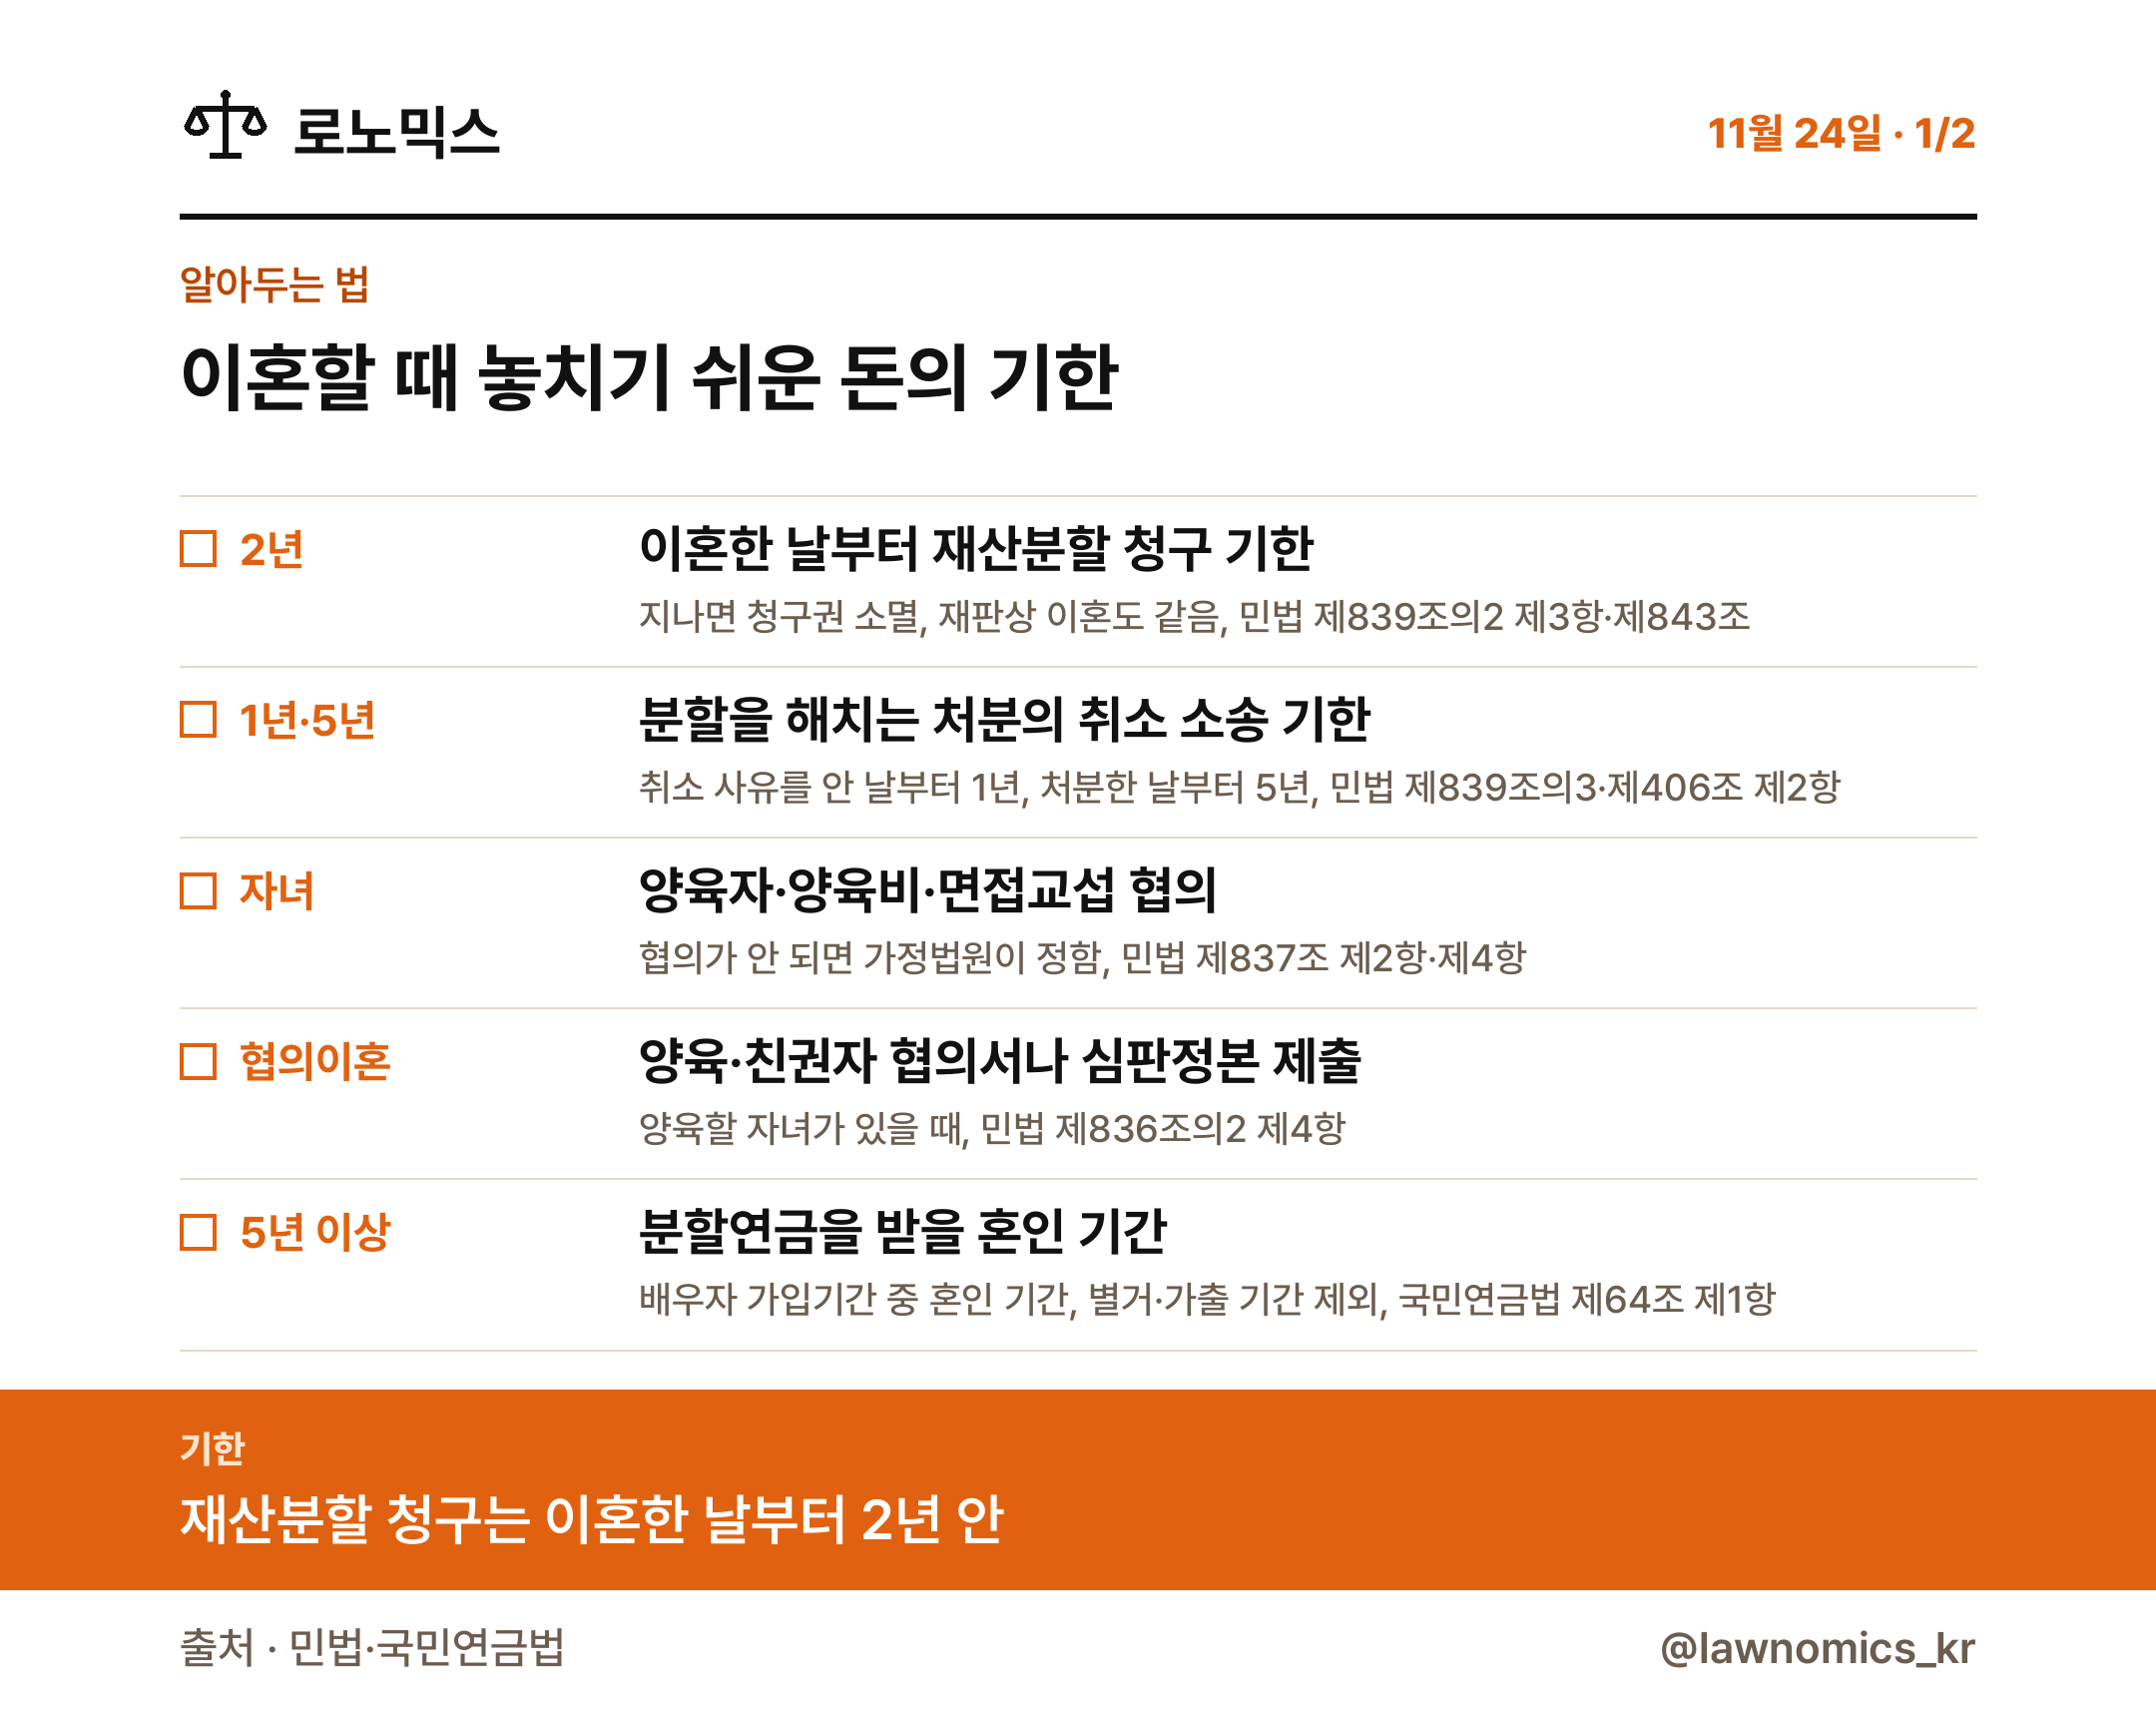 로노믹스
11월 24일 · 1/2
알아두는 법
이혼할 때 놓치기 쉬운 돈의 기한
2년
이혼한 날부터 재산분할 청구 기한
지나면 청구권 소멸, 재판상 이혼도 같음, 민법 제839조의2 제3항·제843조
1년·5년
분할을 해치는 처분의 취소 소송 기한
취소 사유를 안 날부터 1년, 처분한 날부터 5년, 민법 제839조의3·제406조 제2항
자녀
양육자·양육비·면접교섭 협의
협의가 안 되면 가정법원이 정함, 민법 제837조 제2항·제4항
협의이혼
양육·친권자 협의서나 심판정본 제출
양육할 자녀가 있을 때, 민법 제836조의2 제4항
5년 이상
분할연금을 받을 혼인 기간
배우자 가입기간 중 혼인 기간, 별거·가출 기간 제외, 국민연금법 제64조 제1항
기한
재산분할 청구는 이혼한 날부터 2년 안
출처 · 민법·국민연금법
@lawnomics_kr